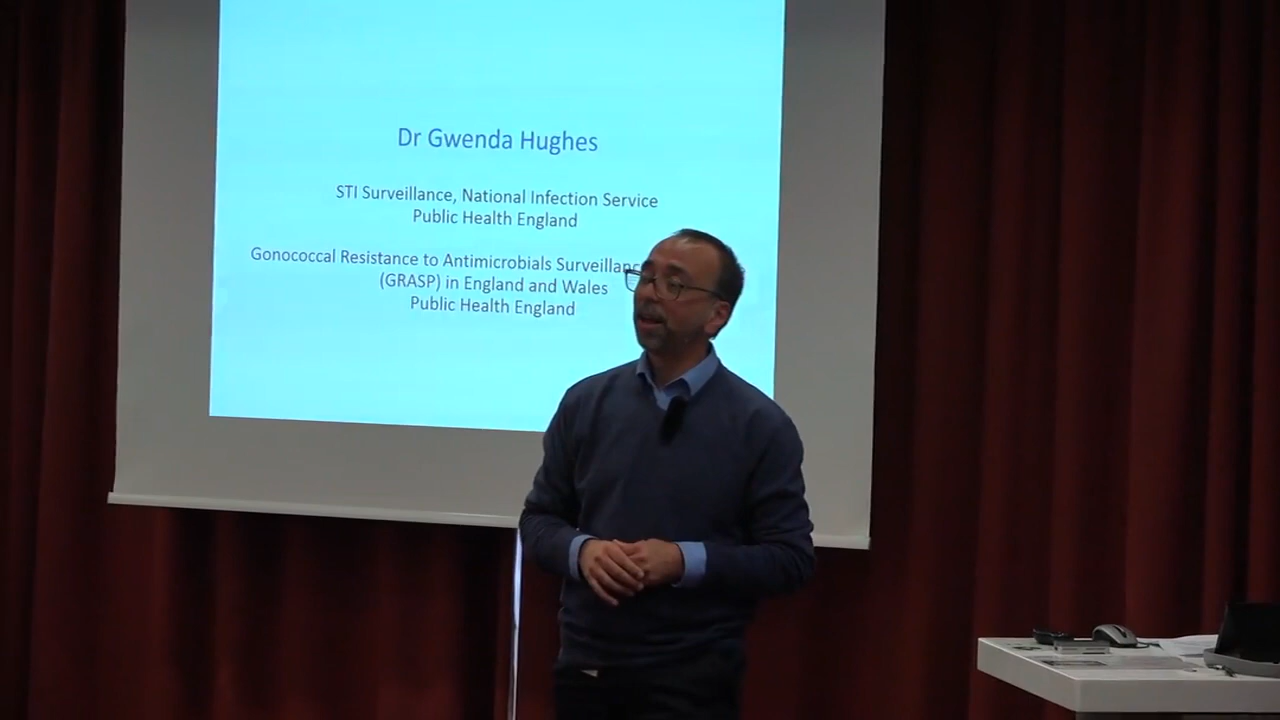 Dr Gwenda Hughes
STI Surveillance, National Infection Service
Public Health England
Gonococcal Resistance to Antimicrobials
(GRASP) in England and Wales
Public Health England